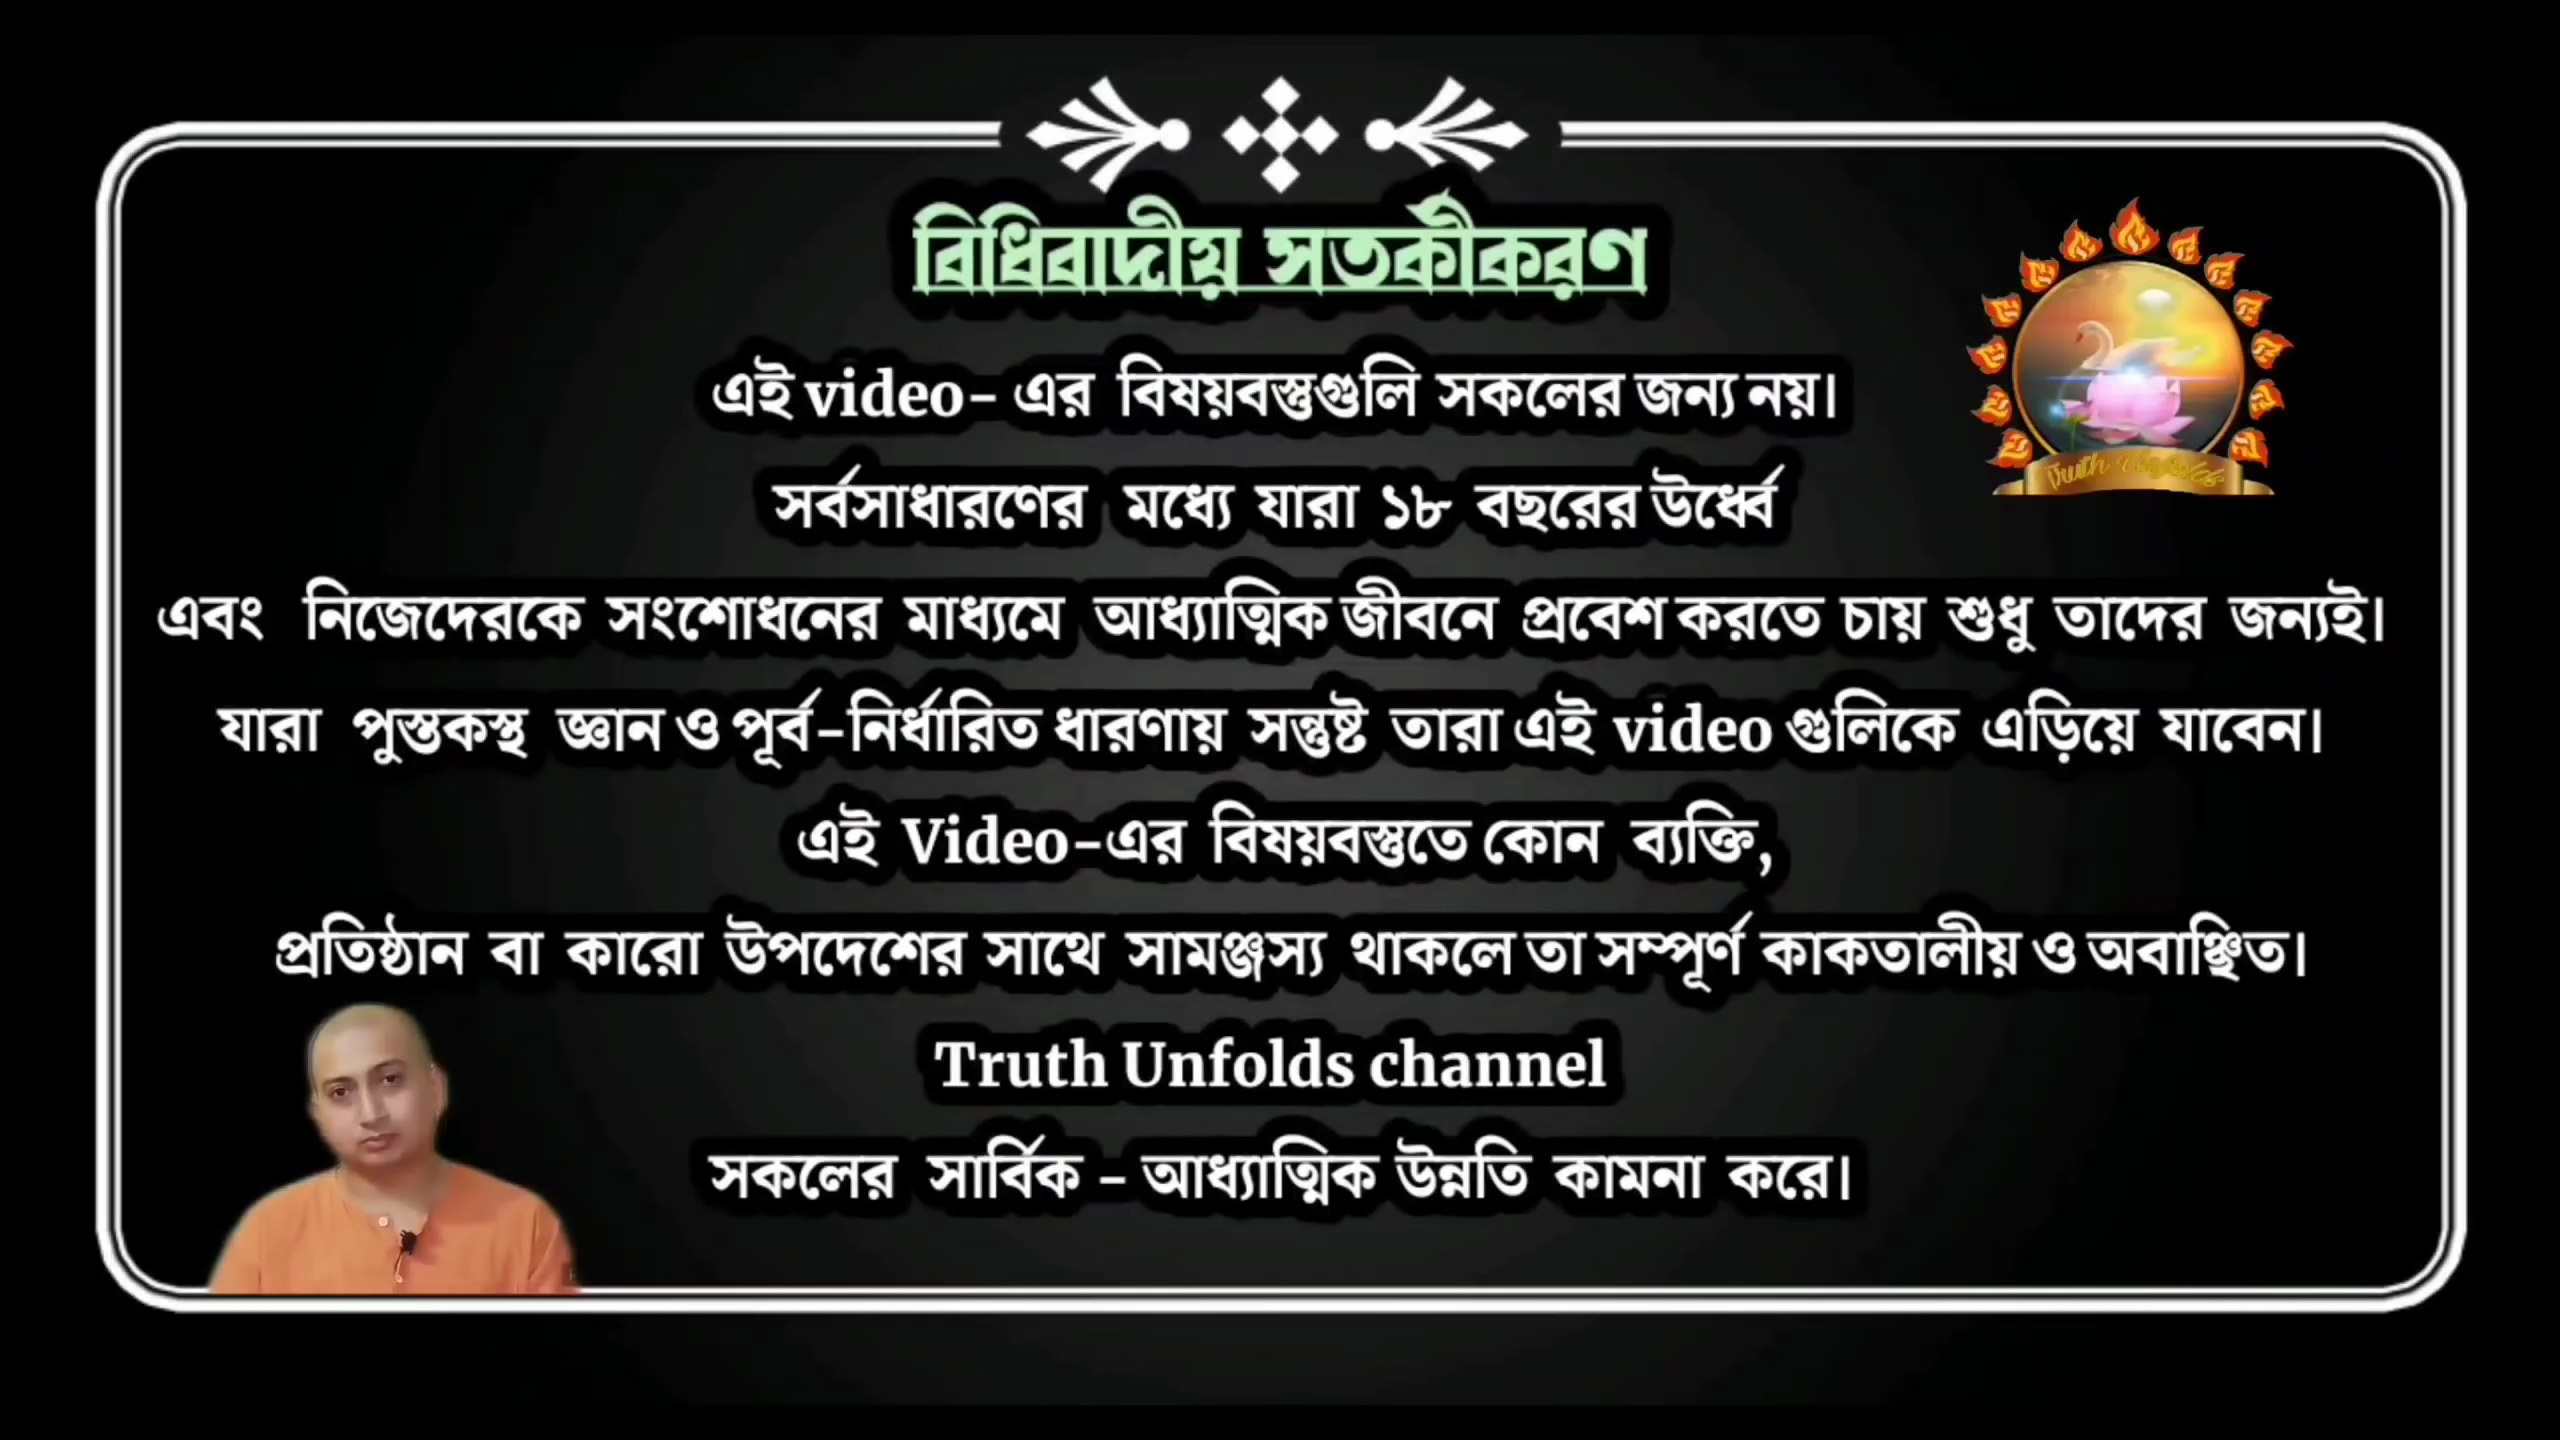 বিধিবাদীয় সতর্কীকরণ
এই video- এর বিষয়বস্তুগুলি সকলের জন্য নয়।
সর্বসাধারণের মধ্যে যারা ১৮ বছরের উর্ধ্বে
এবং নিজেদেরকে সংশোধনের মাধ্যমে আধ্যাত্মিক জীবনে প্রবেশ করতে চায় শুধু তাদের জন্যই।
যারা পুস্তকস্থ জ্ঞান ও পূর্ব-নির্ধারিত ধারণায় সন্তুষ্ট তারা এই video গুলিকে এড়িয়ে যাবেন।
এই Video-এর বিষয়বস্তুতে কোন ব্যক্তি,
প্রতিষ্ঠান বা কারো উপদেশের সাথে সামঞ্জস্য থাকলে তা সম্পূর্ণ কাকতালীয় ও অবাঞ্ছিত।
Truth Unfolds channel
সকলের সার্বিক - আধ্যাত্মিক উন্নতি কামনা করে।
Truth Unfolds